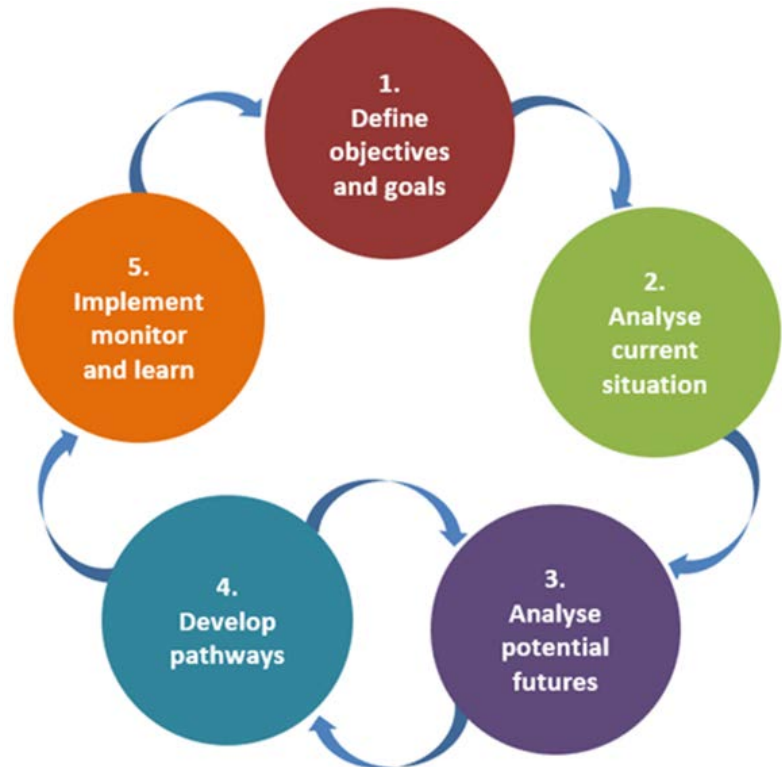 1.
Define
objectives
and goals
2.
Analyse
current
situation
3.
Analyse
potential
futures
4.
Develop
pathways
5.
Implement
monitor
and learn